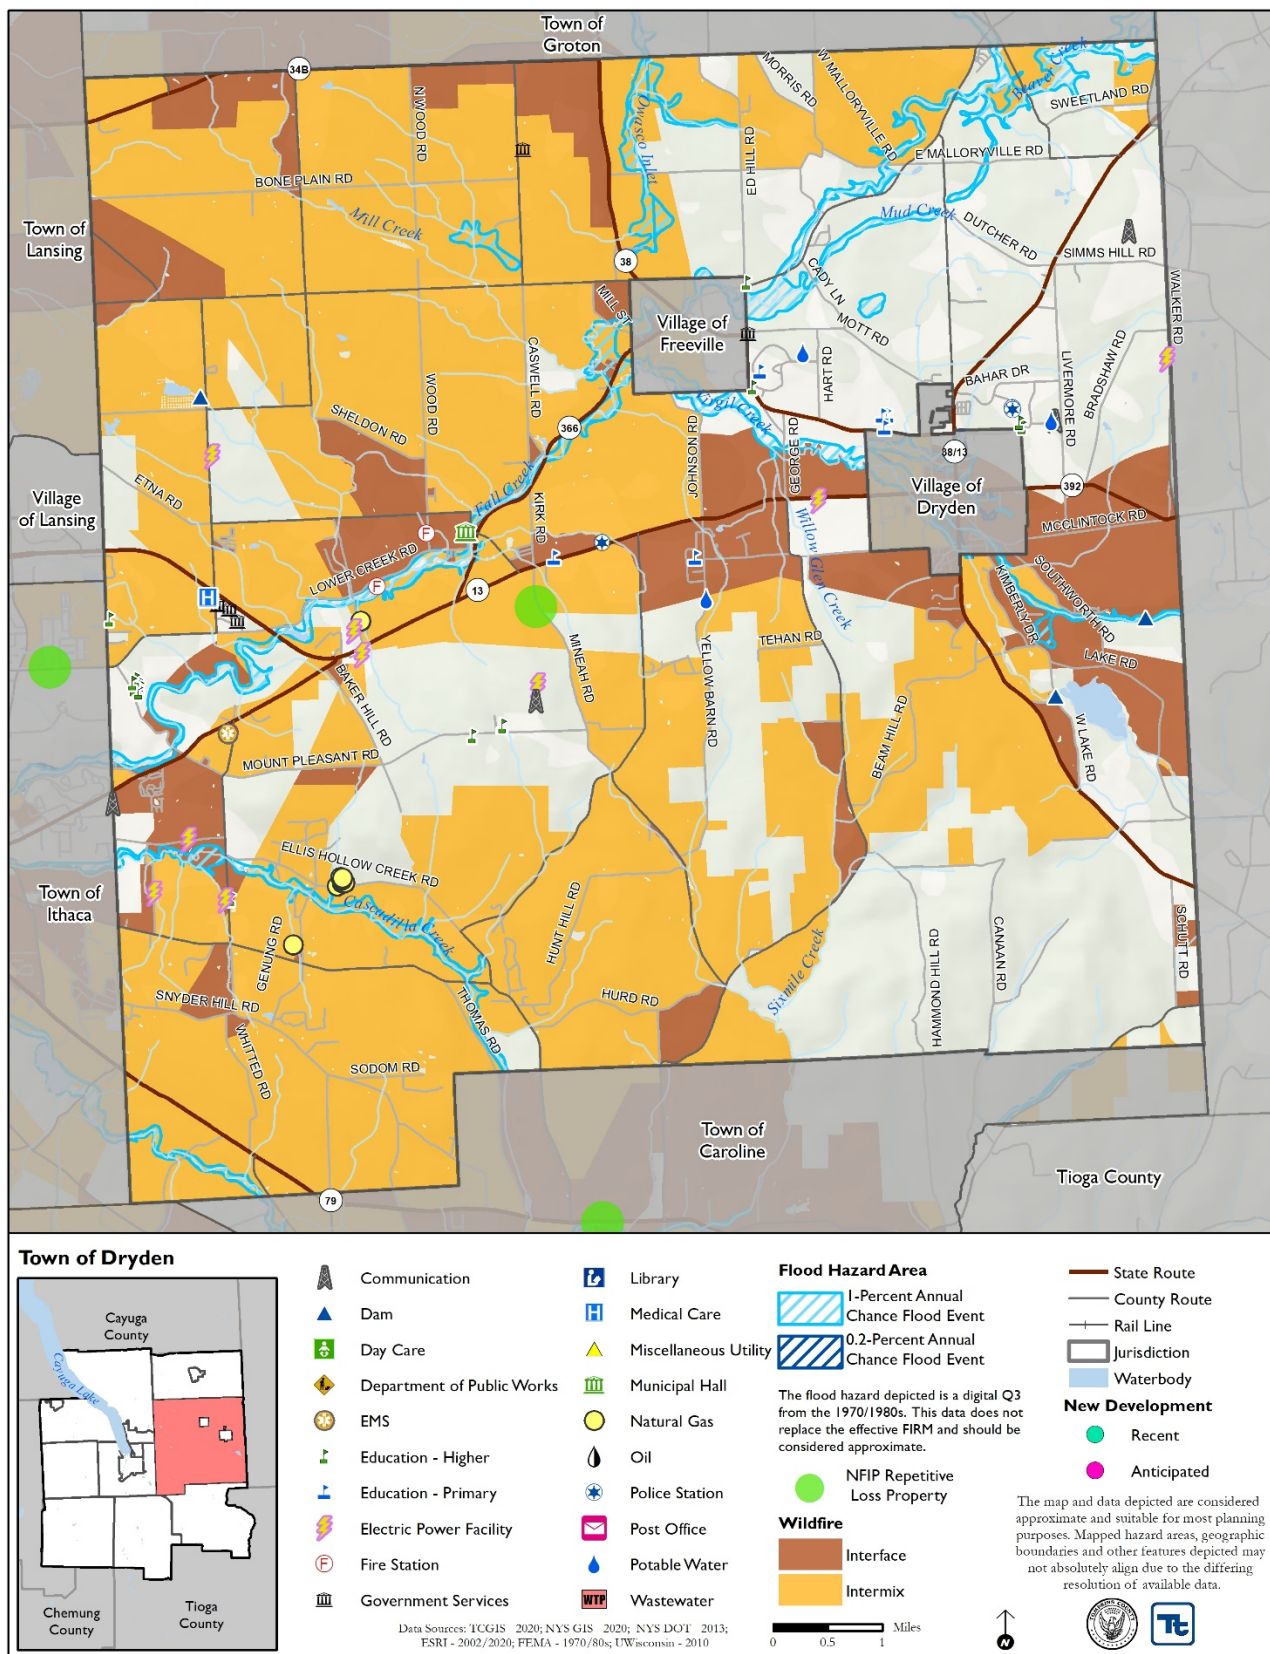 Town of
Groton
34B
MORRIS RD
W MALLORYVILLE RD
Beaver Creek
SWEETLAND RD
N WOOD RD
Owasco Inlet
ED HILL RD
E MALLORYVILLE RD
BONE PLAIN RD
Mill Creek
Mud Creek
DUTCHER RD
SIMMS HILL RD
Town of
Lansing
38
CADY LN
WALKER RD
MILL ST
Village of
Freeville
MOTT RD
CASWELL RD
HART RD
LIVERMORE RD
BRADSHAW RD
BAHAR DR
WOOD RD
SHELDON RD
Virgil Creek
366
JOHNSON RD
GEORGE RD
38/13
Village
of Lansing
ETNA RD
Fall Creek
KIRK RD
Village of
Dryden
392
MCCLINTOCK RD
Willow Glen Creek
LOWER CREEK RD
F
F
13
H
KIMBERLY DR
SOUTHWORTH RD
LAKE RD
MINEAH RD
YELLOW BARN RD
TEHAN RD
BAKER HILL RD
BEAM HILL RD
W LAKE RD
MOUNT PLEASANT RD
ELLIS HOLLOW CREEK RD
Town of
Ithaca
Cascadilla Creek
GENUNG RD
HUNT HILL RD
Sixmile Creek
HAMMOND HILL RD
CANAAN RD
SCHUTT RD
SNYDER HILL RD
HURD RD
THOMAS RD
WHITTED RD
SODOM RD
Town of
Caroline
Tioga County
79
Town of Dryden
Cayuga
County
Cayuga Lake
Chemung
County
Tioga
County
Communication
Dam
Day Care
Department of Public Works
EMS
Education - Higher
Education - Primary
Electric Power Facility
F
Fire Station
Government Services
Library
H
Medical Care
Miscellaneous Utility
Municipal Hall
Natural Gas
Oil
Police Station
Post Office
Potable Water
WTP
Wastewater
Data Sources: TCGIS 2020; NYS GIS 2020; NYS DOT 2013;
ESRI - 2002/2020; FEMA - 1970/80s; UWisconsin - 2010
Flood Hazard Area
1-Percent Annual
Chance Flood Event
0.2-Percent Annual
Chance Flood Event
The flood hazard depicted is a digital Q3
from the 1970/1980s. This data does not
replace the effective FIRM and should be
considered approximate.
NFIP Repetitive
Loss Property
Wildfire
Interface
Intermix
0 0.5 1 Miles
State Route
County Route
Rail Line
Jurisdiction
Waterbody
New Development
Recent
Anticipated
The map and data depicted are considered
approximate and suitable for most planning
purposes. Mapped hazard areas, geographic
boundaries and other features depicted may
not absolutely align due to the differing
resolution of available data.
N
TOMPKINS COUNTY
Tt